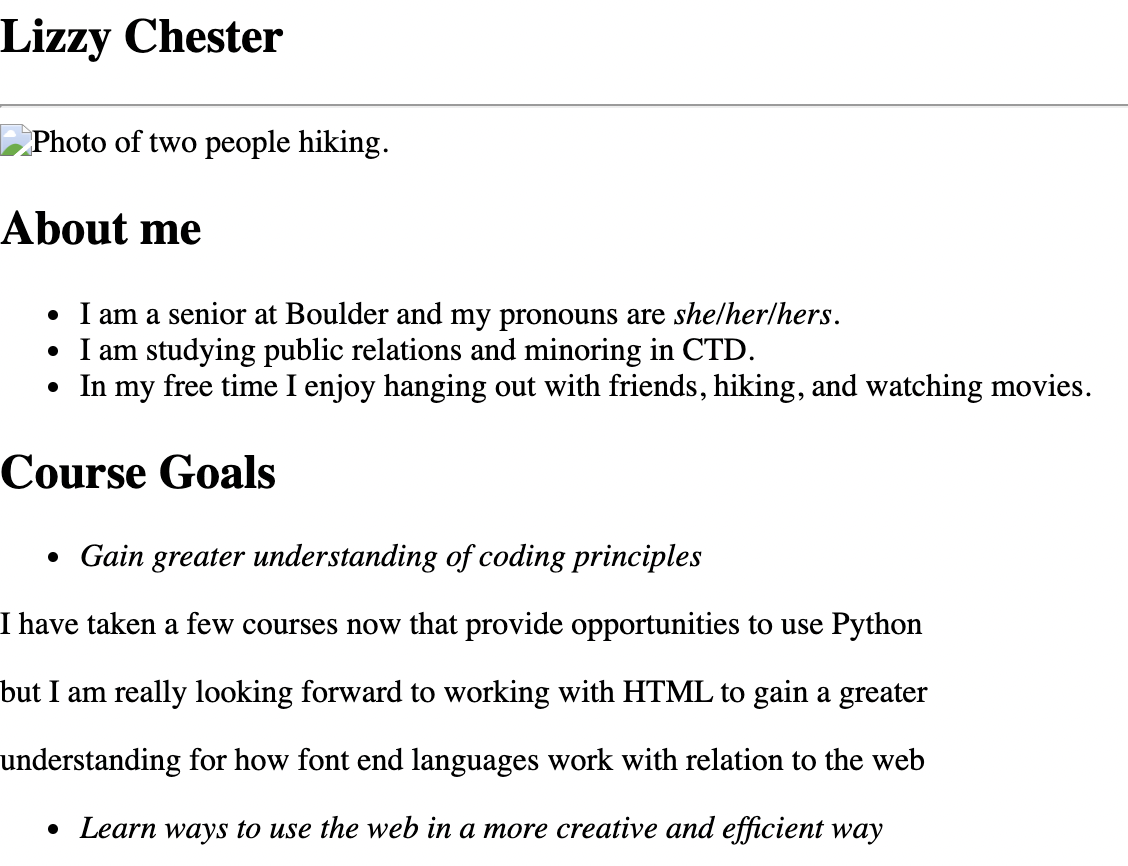 Lizzy Chester
Photo of two people hiking.
About me
• I am a senior at Boulder and my pronouns are she/her/hers.
• I am studying public relations and minoring in CTD.
• In my free time I enjoy hanging out with friends, hiking, and watching movies.
Course Goals
• Gain greater understanding of coding principles
I have taken a few courses now that provide opportunities to use Python
but I am really looking forward to working with HTML to gain a greater
understanding for how font end languages work with relation to the web
• Learn ways to use the web in a more creative and efficient way